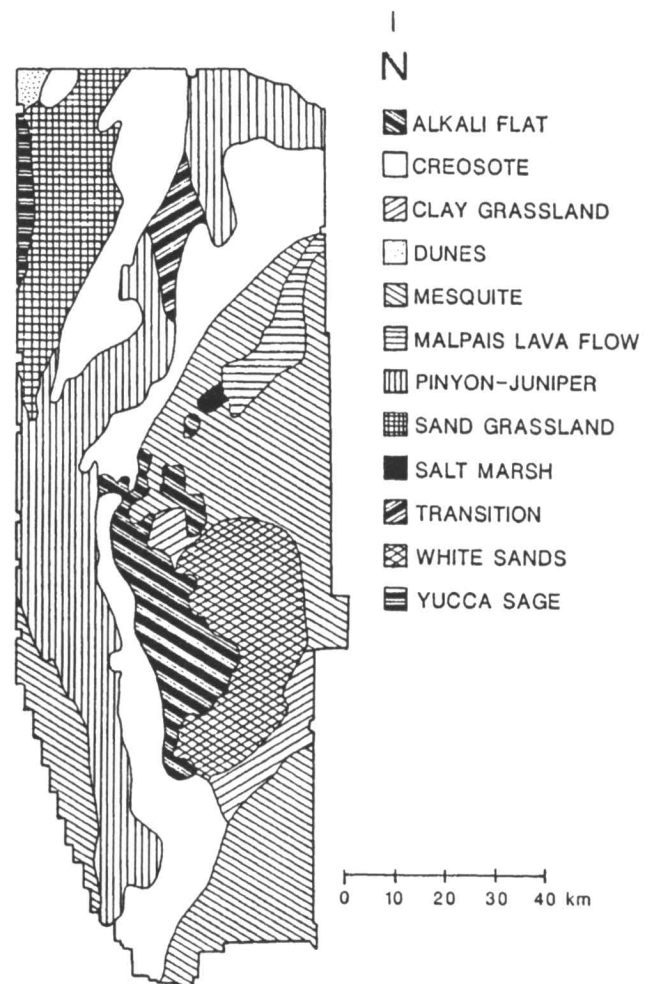 N
ALKALI FLAT
CREOSOTE
CLAY GRASSLAND
DUNES
MESQUITE
MALPAIS LAVA FLOW
PINYON-JUNIPER
SAND GRASSLAND
SALT MARSH
TRANSITION
WHITE SANDS
YUCCA SAGE
0 10 20 30 40 km